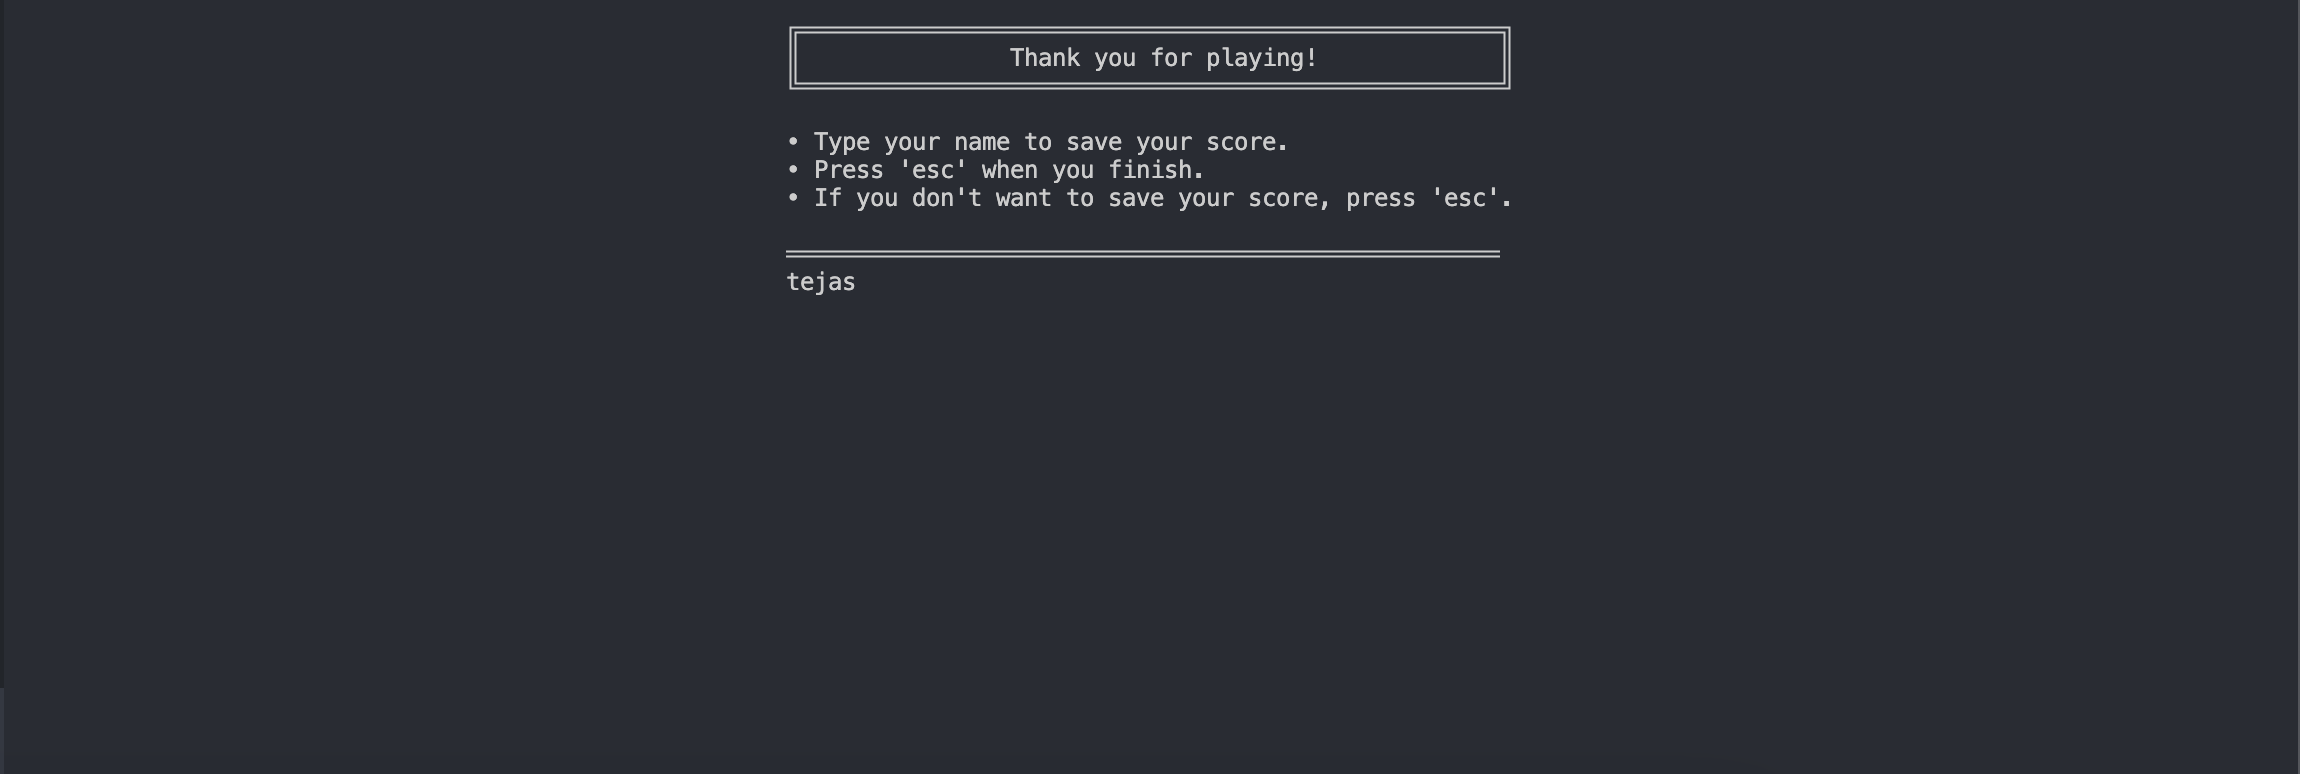 Thank you for playing!
• Type your name to save your score.
• Press 'esc' when you finish.
• If you don't want to save your score, press 'esc'.
tejas